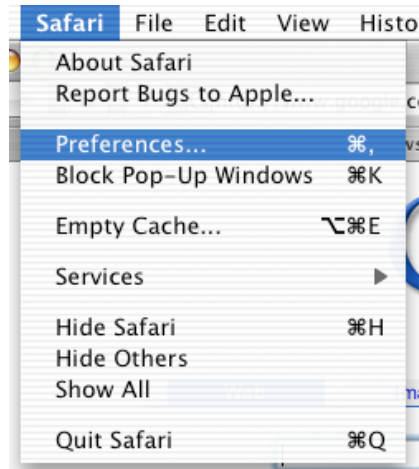 Safari File Edit View Histo
About Safari
Report Bugs to Apple...
Preferences... ⌘,
Block Pop-Up Windows ⌘K
Empty Cache... ⌥⌘E
Services
Hide Safari ⌘H
Hide Others
Show All
Quit Safari ⌘Q